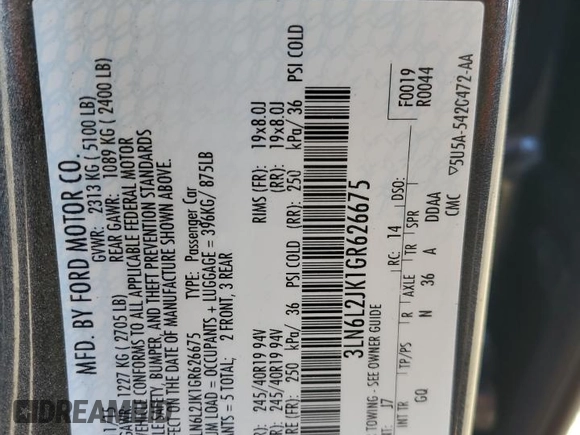 MFD. BY FORD MOTOR CO.
GVWR: 2313 KG ( 5100 LB)
1227 KG ( 2705 LB) REAR GAWR: 1089 KG ( 2400 LB)
CONFORMS TO ALL APPLICABLE FEDERAL MOTOR
BUMPER, AND THEFT PREVENTION STANDARDS
THE DATE OF MANUFACTURE SHOWN ABOVE.
LN6L2JK1GR626675 TYPE: Passenger Car
LOAD = OCCUPANTS + LUGGAGE = 396KG/ 875LB
= 5 TOTAL; 2 FRONT, 3 REAR
245/40R19 94V RIMS (FR): 19x8.0J
245/40R19 94V (RR): 19x8.0J
(FR): 250 kPa/ 36 PSI COLD (RR): 250 kPa/ 36 PSI COLD
3LN6L2JK1GR626675
TOWING - SEE OWNER GUIDE
J7 RC: 14 DSO: F0019
INT TR TP/PS R AXLE TR SPR R0044
GQ N 36 A DDAA
CMC 5U5A-542C472-AA
DREAM